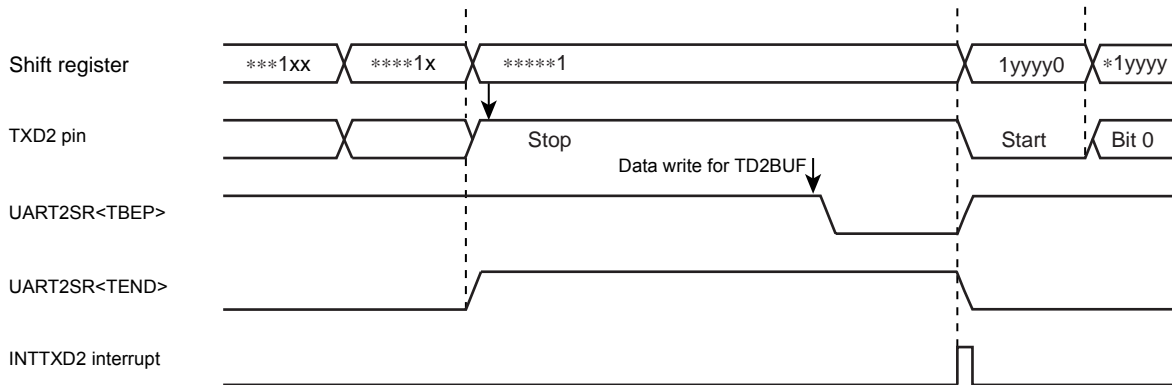 Shift register
***1xx
****1x
*****1
1yyyy0
*1yyyy
TXD2 pin
Stop
Start
Bit 0
Data write for TD2BUF
UART2SR<TBEP>
UART2SR<TEND>
INTTXD2 interrupt